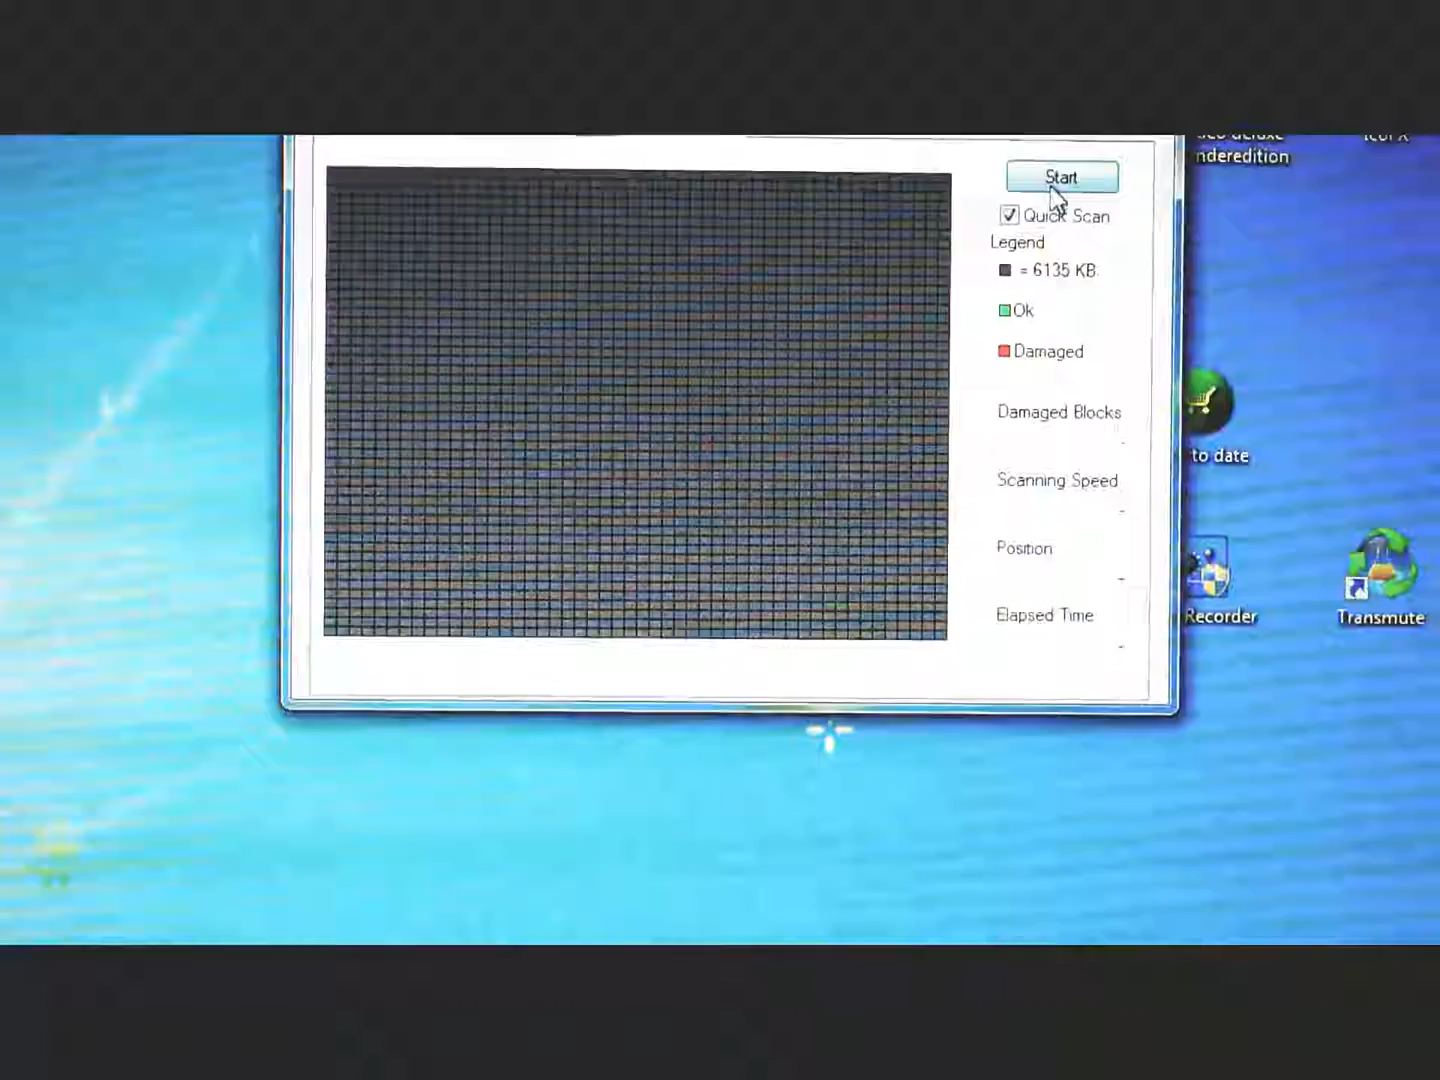 nderedition
Start
Quick Scan
Legend
= 6135 KB
Ok
Damaged
Damaged Blocks
to date
Scanning Speed
Position
Elapsed Time
Recorder
Transmute